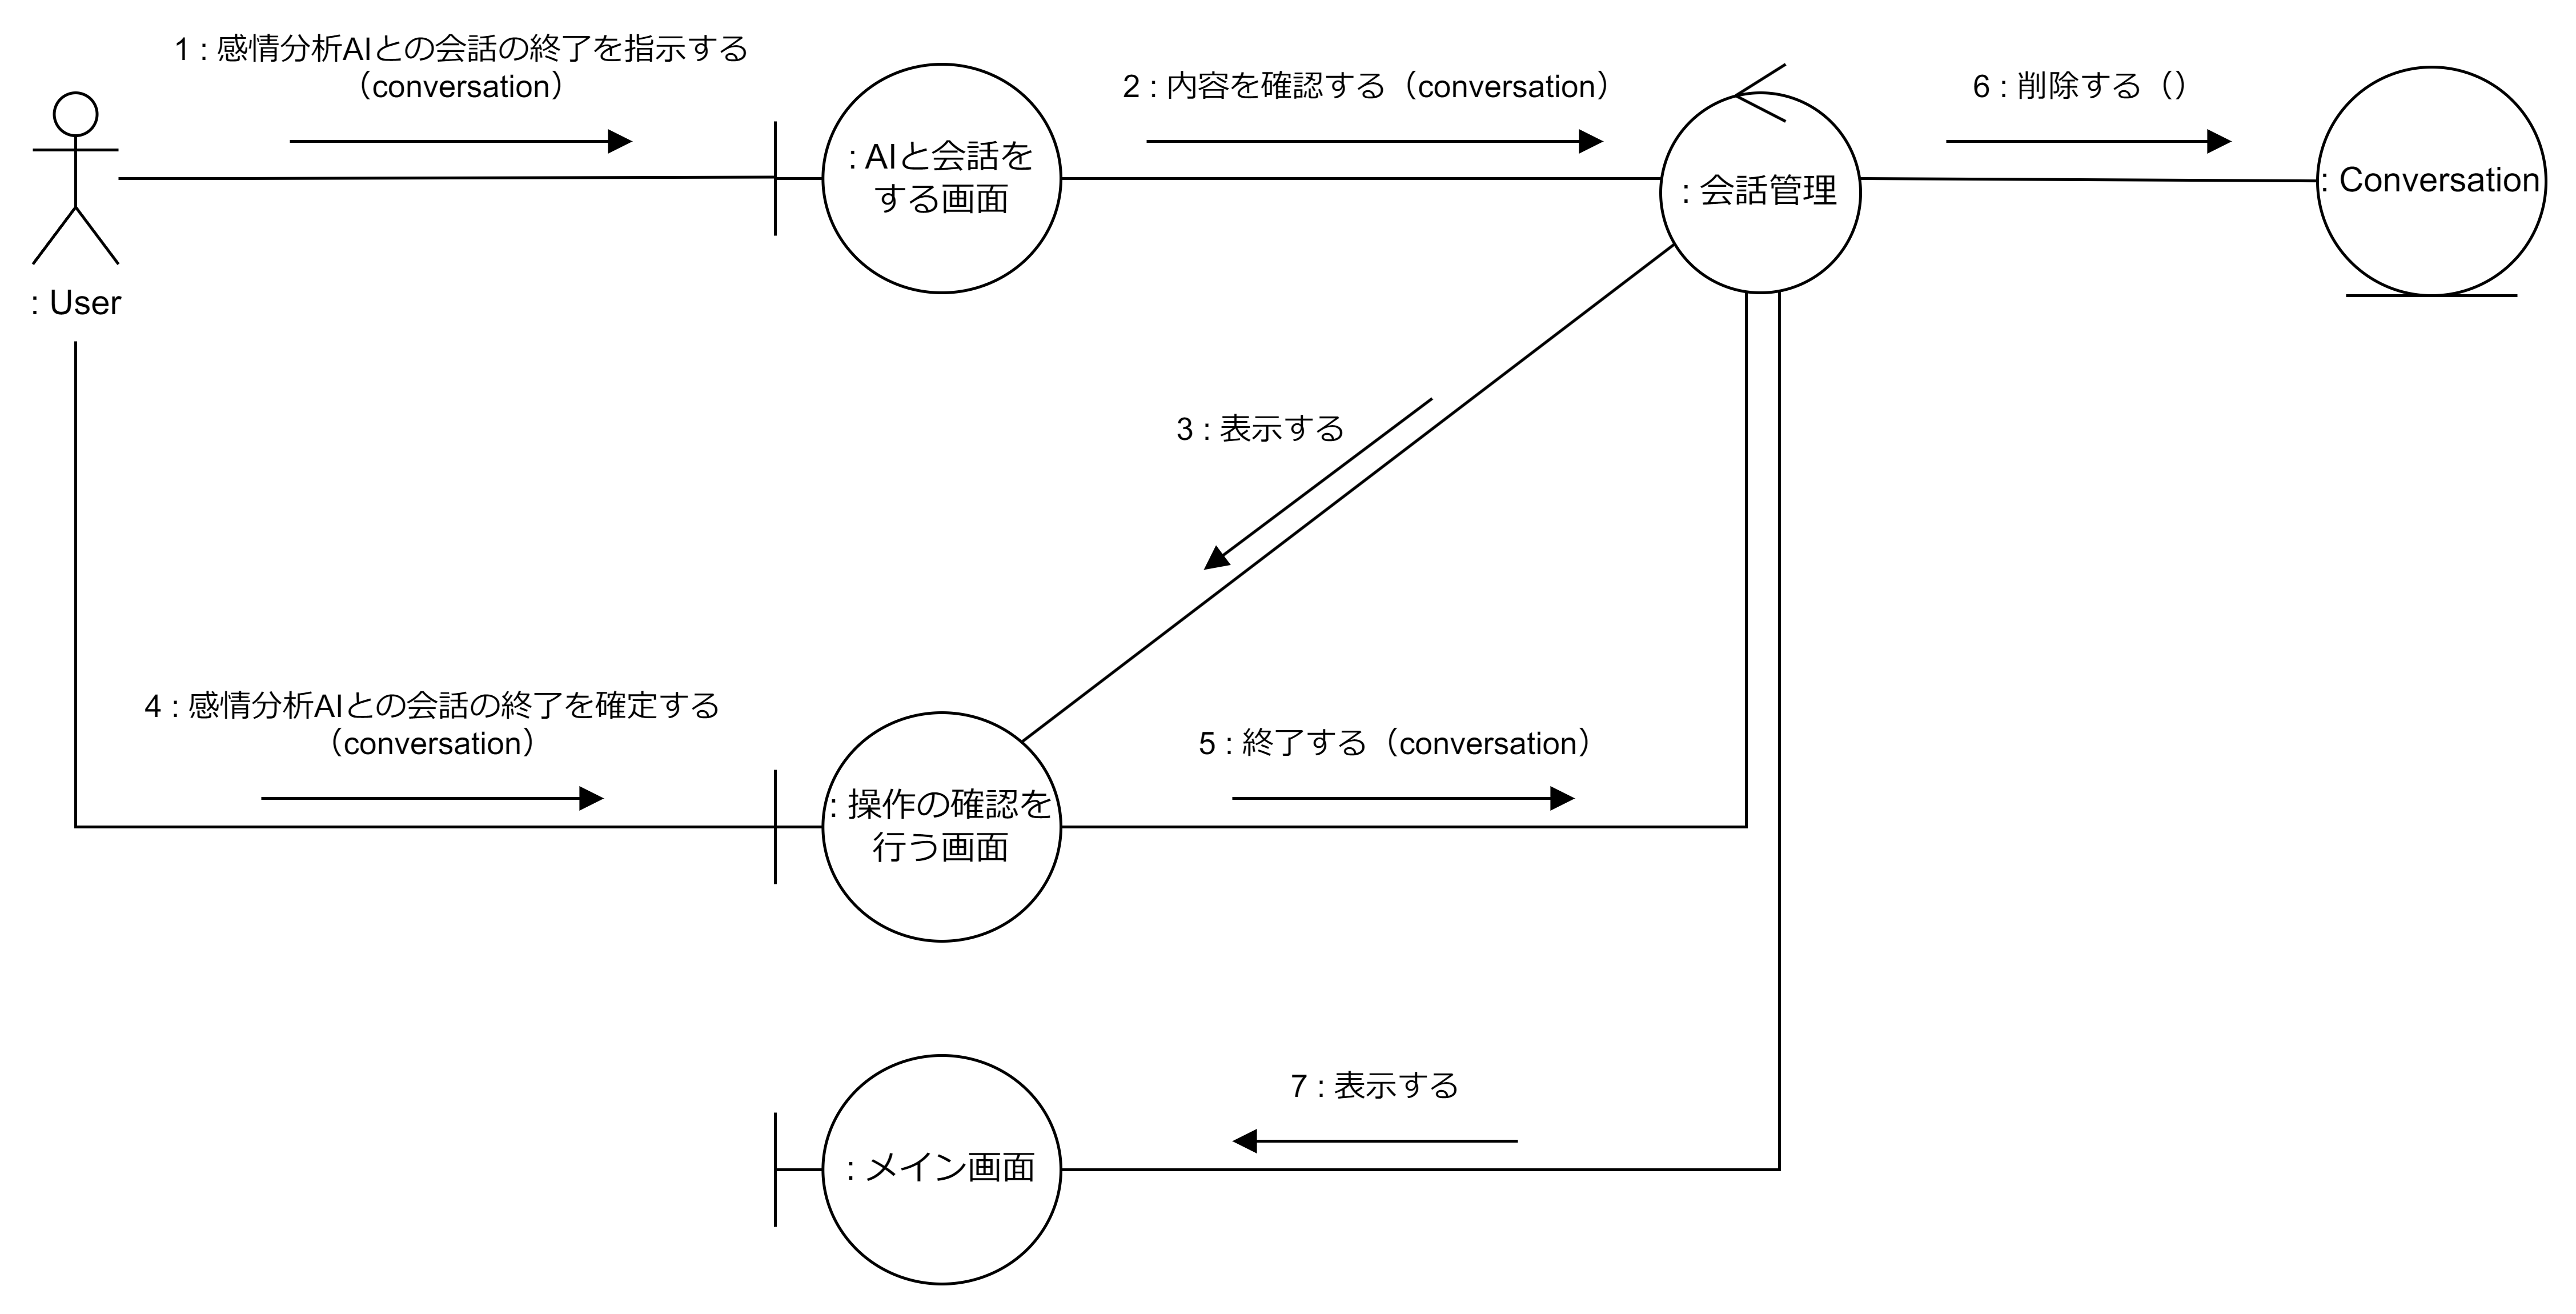 1 : 感情分析AIとの会話の終了を指示する
（conversation）
2 : 内容を確認する（conversation）
6 : 削除する（）
: AIと会話を
する画面
: 会話管理
: Conversation
: User
3 : 表示する
4 : 感情分析AIとの会話の終了を確定する
（conversation）
5 : 終了する（conversation）
: 操作の確認を
行う画面
7 : 表示する
: メイン画面